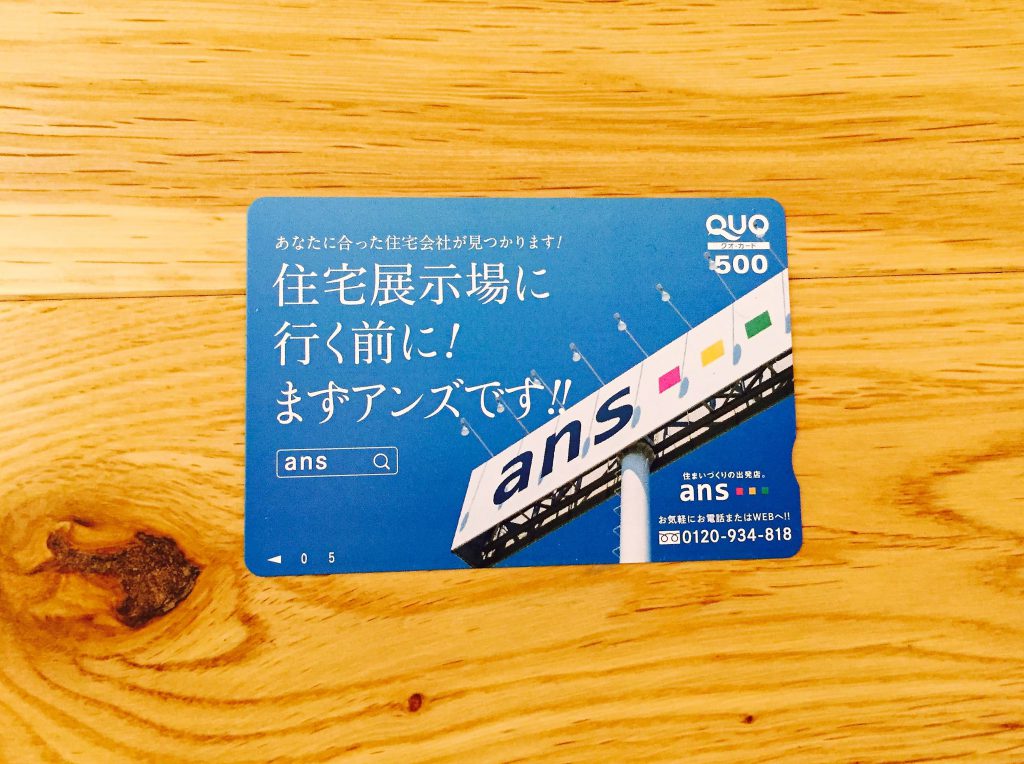 あなたに合った住宅会社が見つかります!
住宅展示場に
行く前に!
まずアンズです!!
ans
◀ 0 5
QUO
クオ・カード
500
ans
住まいづくりの出発店。
ans
お気軽にお電話またはWEBへ!!
0120-934-818